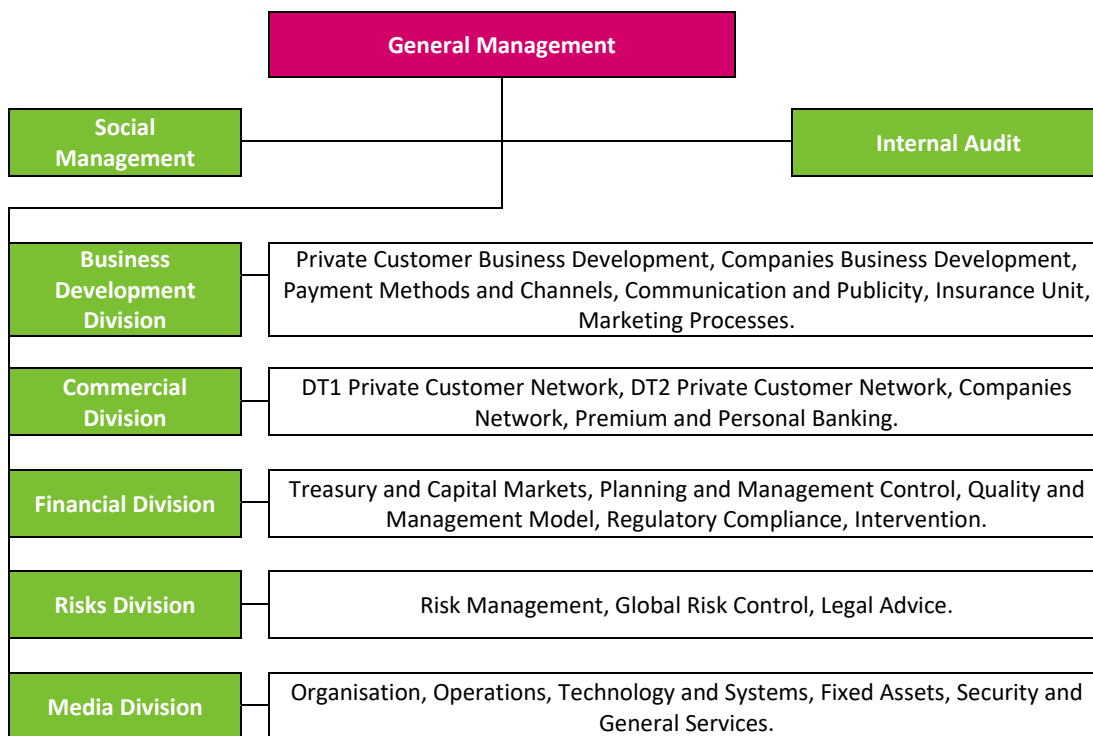 General Management
Social
Management
Internal Audit
Business
Development
Division
Private Customer Business Development, Companies Business Development,
Payment Methods and Channels, Communication and Publicity, Insurance Unit,
Marketing Processes.
Commercial
Division
DT1 Private Customer Network, DT2 Private Customer Network, Companies
Network, Premium and Personal Banking.
Financial Division
Treasury and Capital Markets, Planning and Management Control, Quality and
Management Model, Regulatory Compliance, Intervention.
Risks Division
Risk Management, Global Risk Control, Legal Advice.
Media Division
Organisation, Operations, Technology and Systems, Fixed Assets, Security and
General Services.